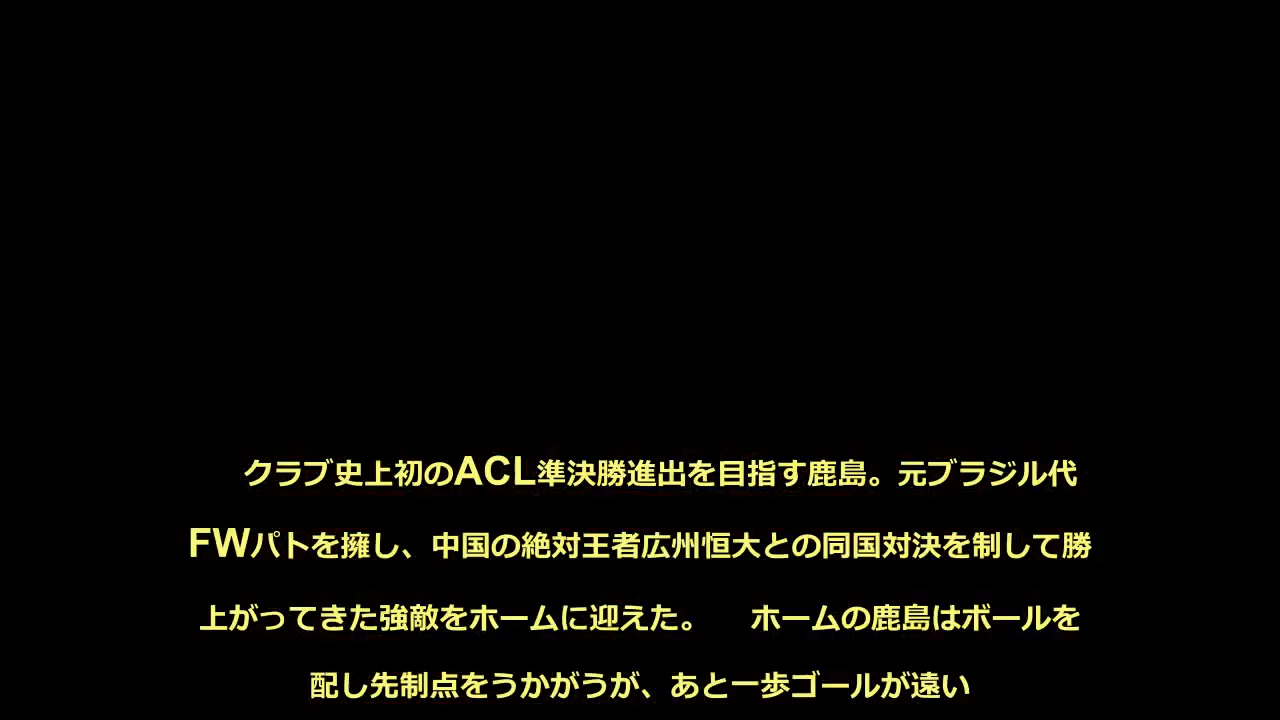 クラブ史上初のACL準決勝進出を目指す鹿島。元ブラジル代
FWパトを擁し、中国の絶対王者広州恒大との同国対決を制して勝
上がってきた強敵をホームに迎えた。　ホームの鹿島はボールを
配し先制点をうかがうが、あと一歩ゴールが遠い